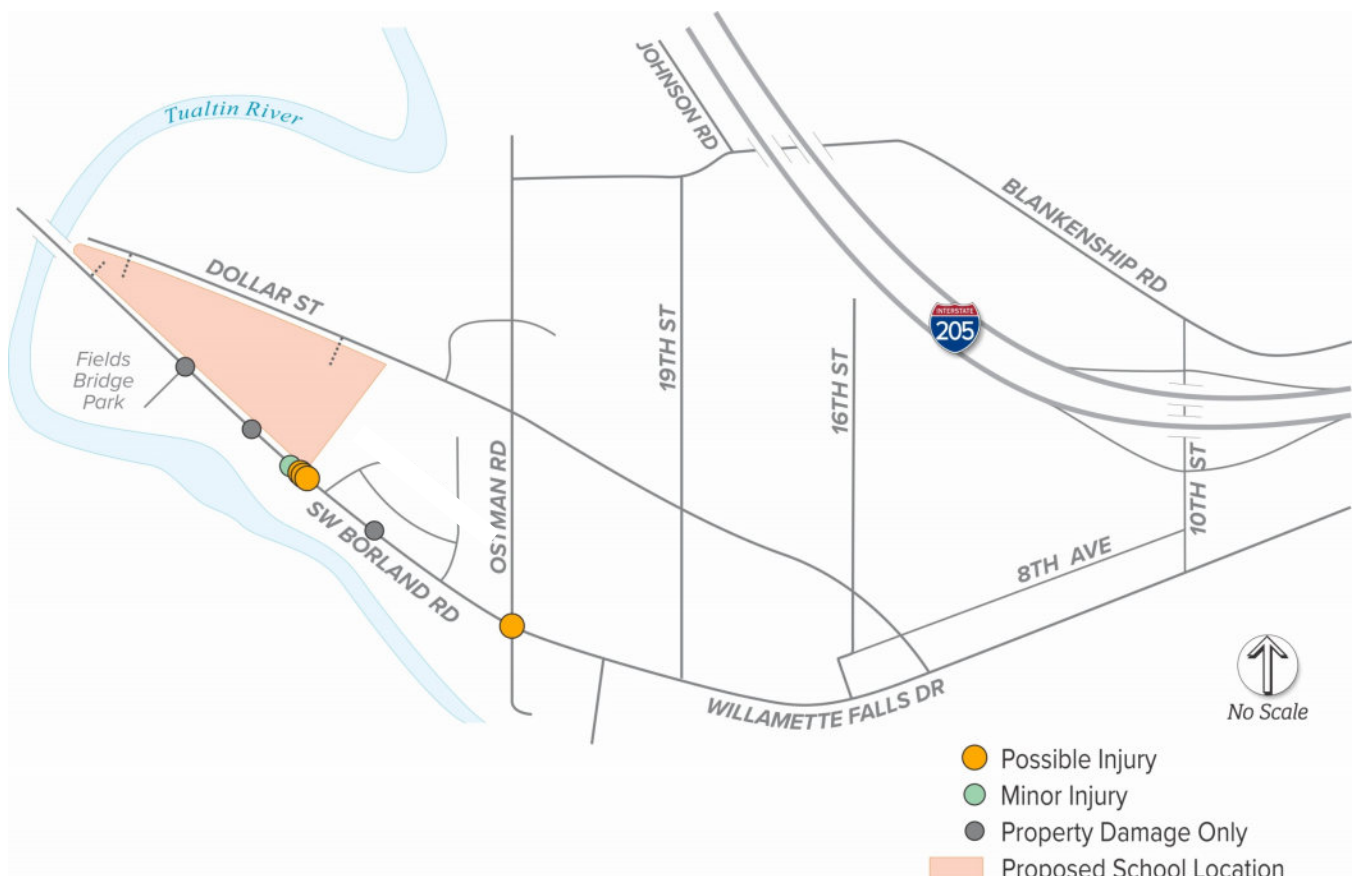 Tualtin River
JOHNSON RD
BLANKENSHIP RD
DOLLAR ST
INTERSTATE
205
19TH ST
16TH ST
Fields
Bridge
Park
OSTMAN RD
10TH ST
SW BORLAND RD
8TH AVE
WILLAMETTE FALLS DR
No Scale
Possible Injury
Minor Injury
Property Damage Only
Proposed School Location